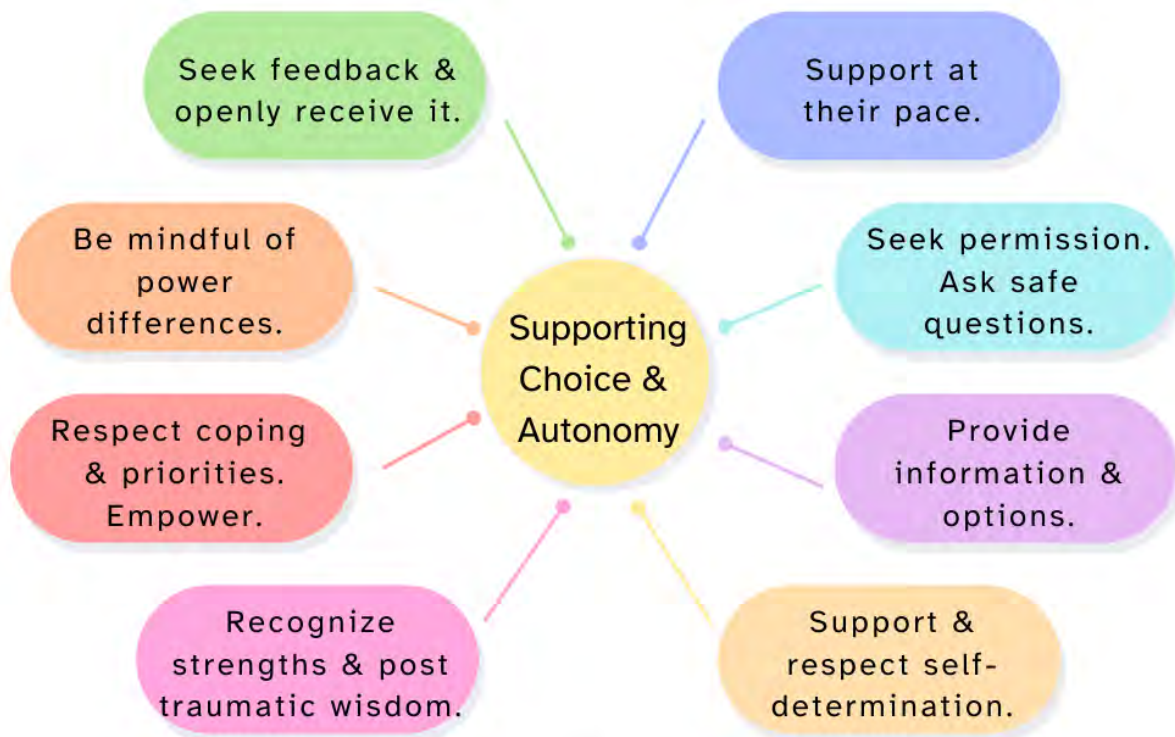 Seek feedback &
openly receive it.
Support at
their pace.
Be mindful of
power
differences.
Seek permission.
Ask safe
questions.
Supporting
Choice &
Autonomy
Respect coping
& priorities.
Empower.
Provide
information &
options.
Recognize
strengths & post
traumatic wisdom.
Support &
respect self-
determination.